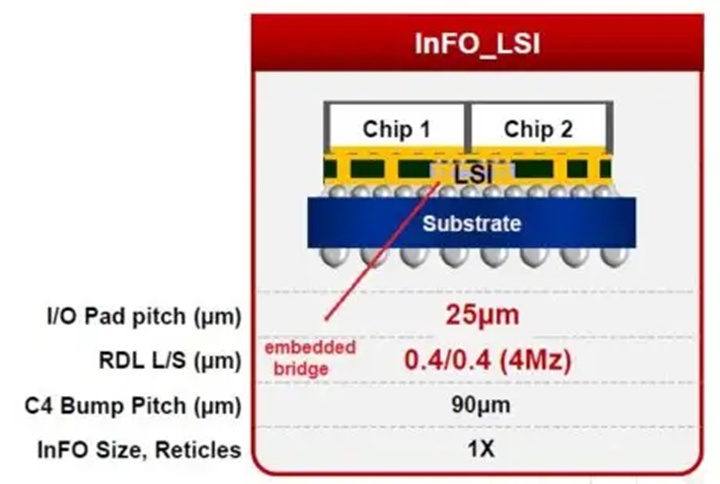 InFO_LSI
Chip 1 Chip 2
LSI
Substrate
I/O Pad pitch (µm) 25µm
embedded
bridge
RDL L/S (µm) 0.4/0.4 (4Mz)
C4 Bump Pitch (µm) 90µm
InFO Size, Reticles 1X